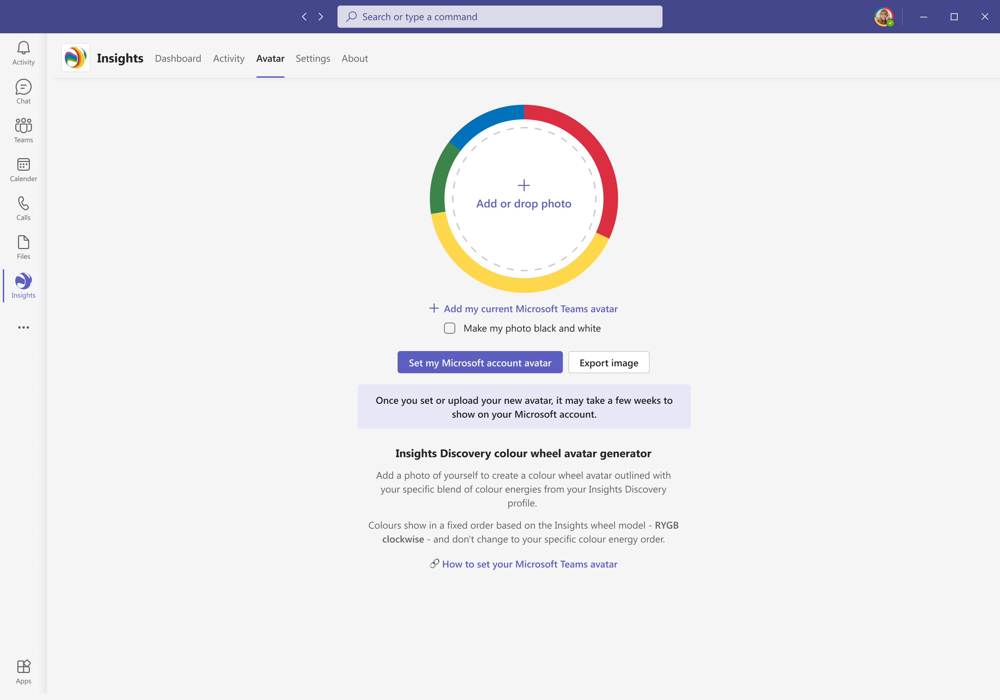 Search or type a command
Activity
Chat
Teams
Calender
Calls
Files
Insights
Apps
Insights
Dashboard
Activity
Avatar
Settings
About
Add or drop photo
Add my current Microsoft Teams avatar
Make my photo black and white
Set my Microsoft account avatar
Export image
Once you set or upload your new avatar, it may take a few weeks to
show on your Microsoft account.
Insights Discovery colour wheel avatar generator
Add a photo of yourself to create a colour wheel avatar outlined with
your specific blend of colour energies from your Insights Discovery
profile.
Colours show in a fixed order based on the Insights wheel model - RYGB
clockwise - and don't change to your specific colour energy order.
How to set your Microsoft Teams avatar